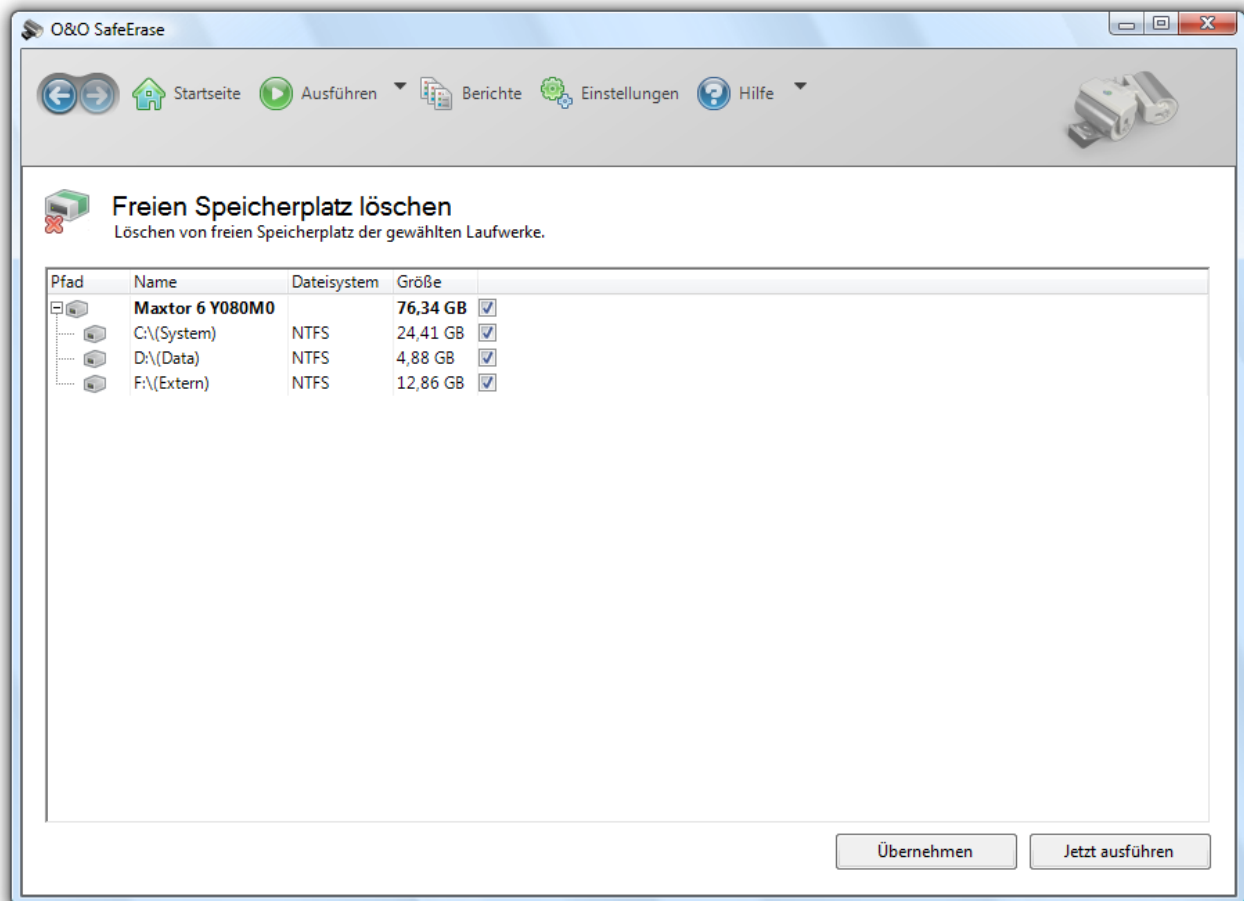 O&O SafeErase
Startseite Ausführen Berichte Einstellungen Hilfe
Freien Speicherplatz löschen
Löschen von freien Speicherplatz der gewählten Laufwerke.
Pfad Name Dateisystem Größe
Maxtor 6 Y080M0 76,34 GB
C:\(System) NTFS 24,41 GB
D:\(Data) NTFS 4,88 GB
F:\(Extern) NTFS 12,86 GB
Übernehmen Jetzt ausführen